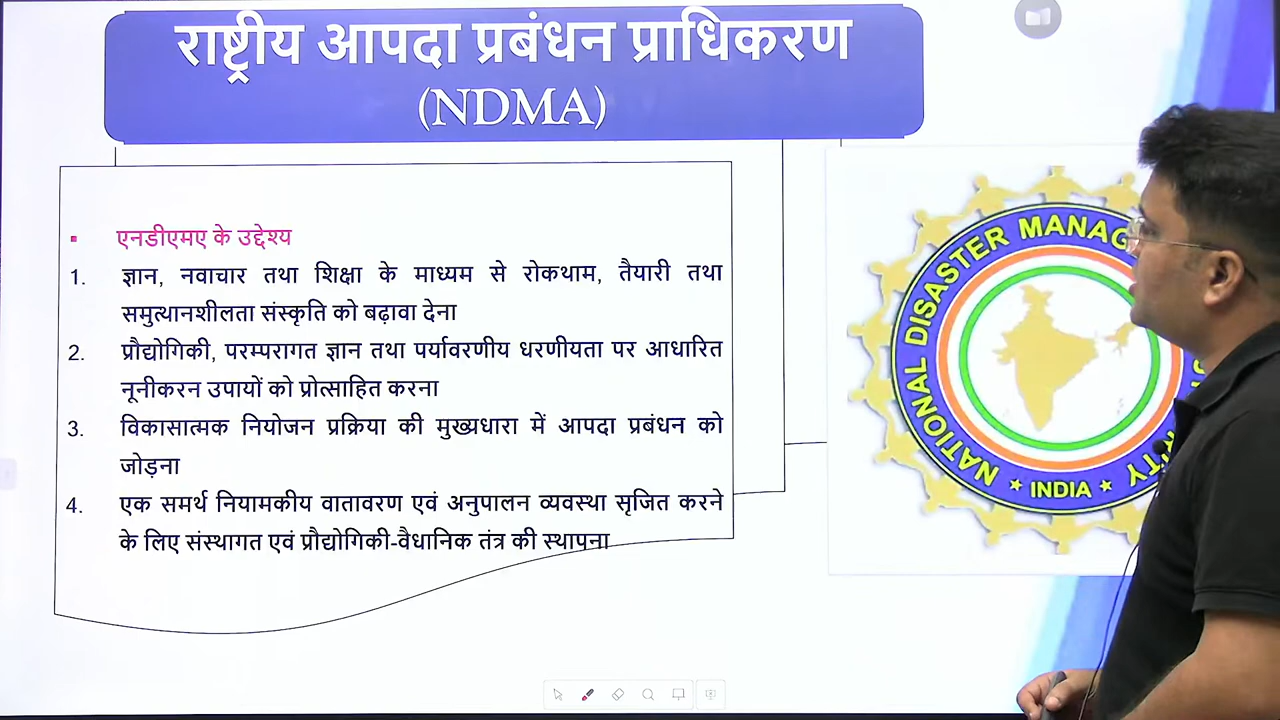 राष्ट्रीय आपदा प्रबंधन प्राधिकरण
(NDMA)
▪ एनडीएमए के उद्देश्य
1. ज्ञान, नवाचार तथा शिक्षा के माध्यम से रोकथाम, तैयारी तथा
समुत्थानशीलता संस्कृति को बढ़ावा देना
2. प्रौद्योगिकी, परम्परागत ज्ञान तथा पर्यावरणीय धरणीयता पर आधारित
नूनीकरन उपायों को प्रोत्साहित करना
3. विकासात्मक नियोजन प्रक्रिया की मुख्यधारा में आपदा प्रबंधन को
जोड़ना
4. एक समर्थ नियामकीय वातावरण एवं अनुपालन व्यवस्था सृजित करने
के लिए संस्थागत एवं प्रौद्योगिकी-वैधानिक तंत्र की स्थापना
NATIONAL DISASTER
INDIA